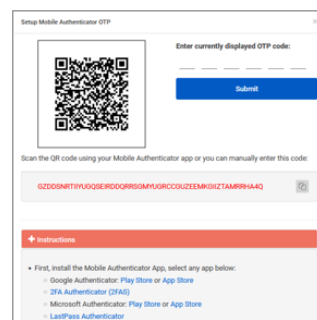 Setup Mobile Authenticator OTP
×
Enter currently displayed OTP code:
Submit
Scan the QR code using your Mobile Authenticator app or you can manually enter this code:
GZDDSNRTIIYUGQSEIRDDQRRSGMYUGRCCGUZEEMKGIIZTAMRRHA4Q
+ Instructions
• First, install the Mobile Authenticator App, select any app below:
Google Authenticator: Play Store or App Store
2FA Authenticator (2FAS)
Microsoft Authenticator: Play Store or App Store
LastPass Authenticator